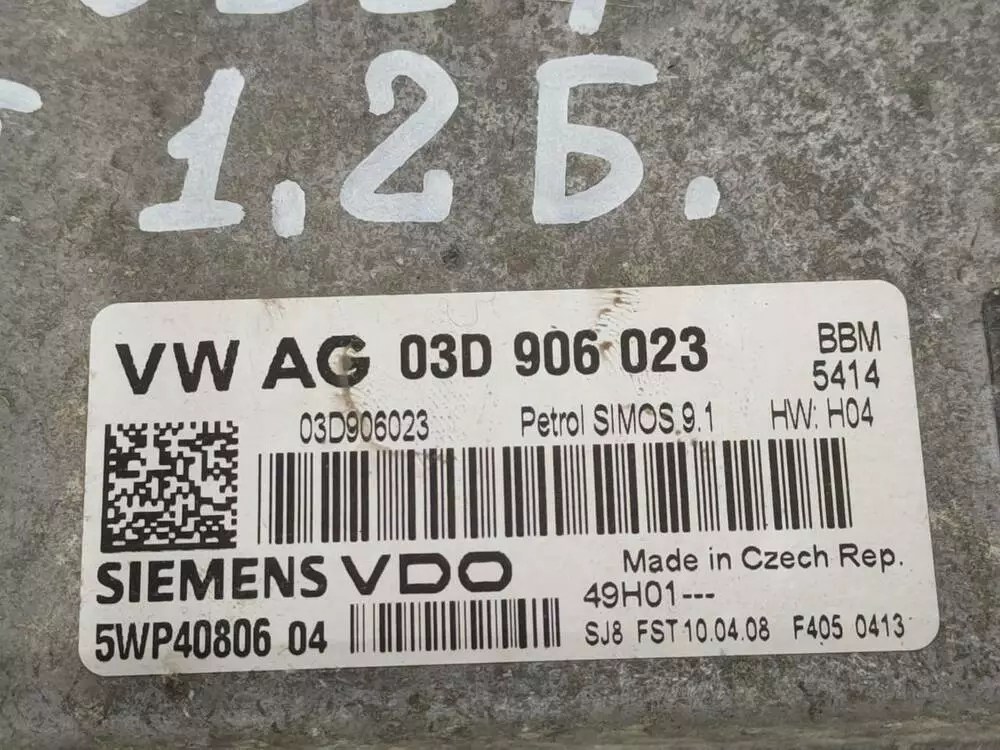 1.2 Б.
VW AG 03D 906 023
BBM
5414
03D906023 Petrol SIMOS 9.1 HW: H04
SIEMENS VDO
Made in Czech Rep.
49H01---
5WP40806 04
SJ8 FST 10.04.08 F405 0413